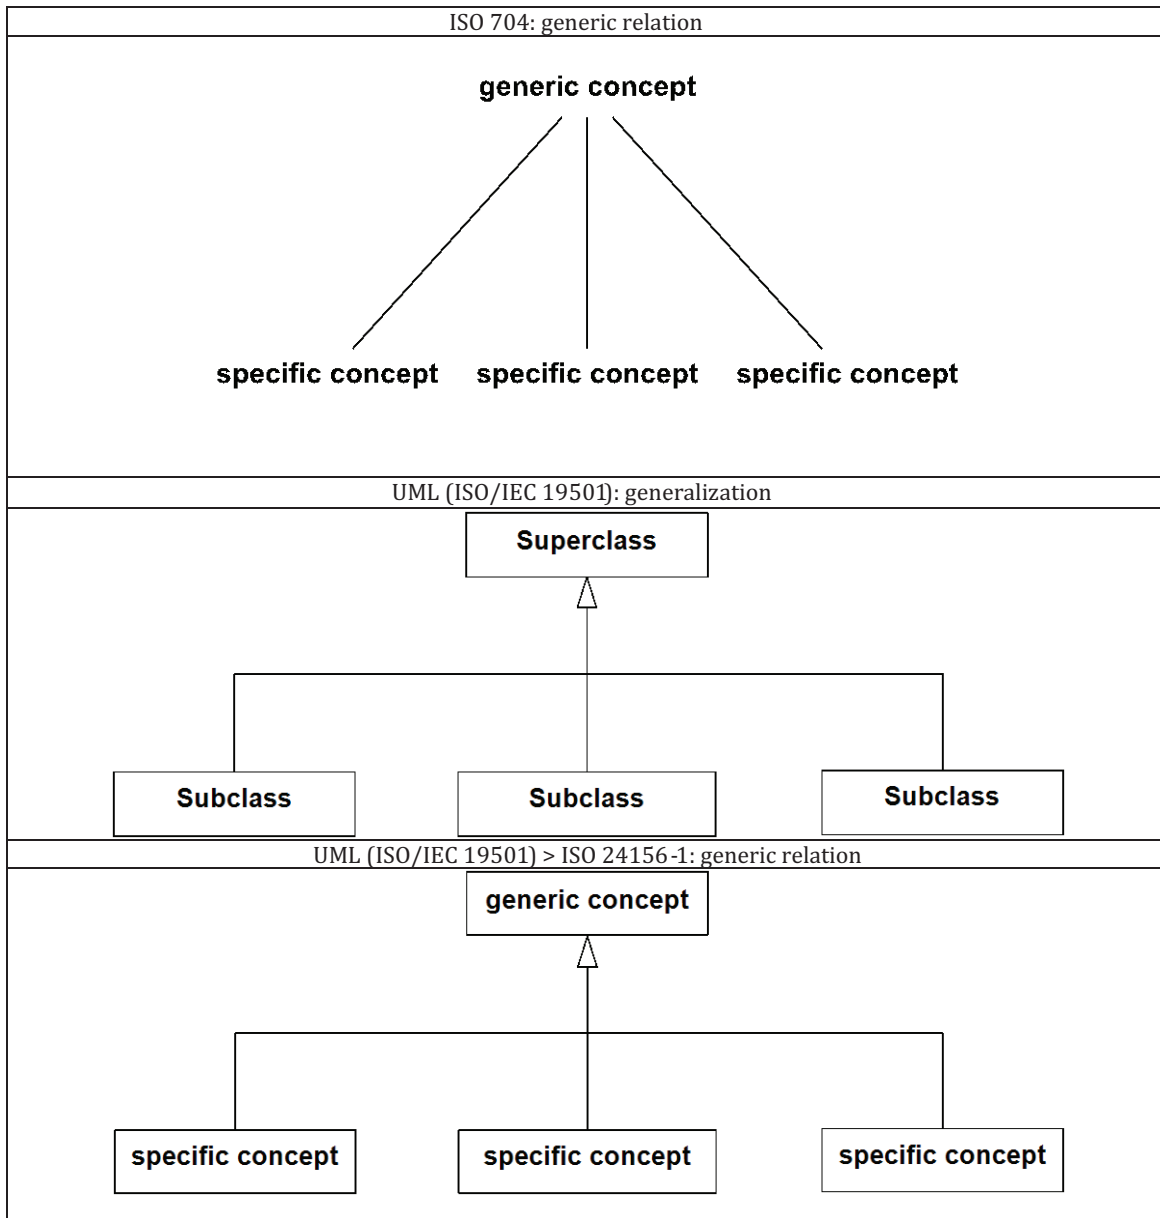 ISO 704: generic relation
generic concept
specific concept specific concept specific concept
UML (ISO/IEC 19501): generalization
Superclass
Subclass Subclass Subclass
UML (ISO/IEC 19501) > ISO 24156-1: generic relation
generic concept
specific concept specific concept specific concept